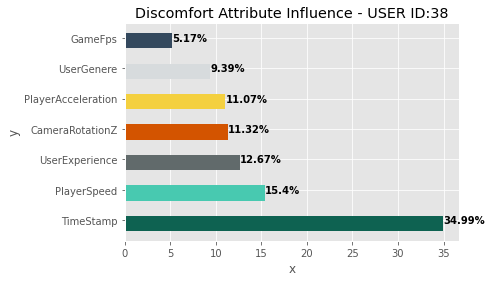 Discomfort Attribute Influence - USER ID:38
GameFps
5.17%
UserGenere
9.39%
PlayerAcceleration
11.07%
CameraRotationZ
11.32%
UserExperience
12.67%
PlayerSpeed
15.4%
TimeStamp
34.99%
y
0 5 10 15 20 25 30 35
x